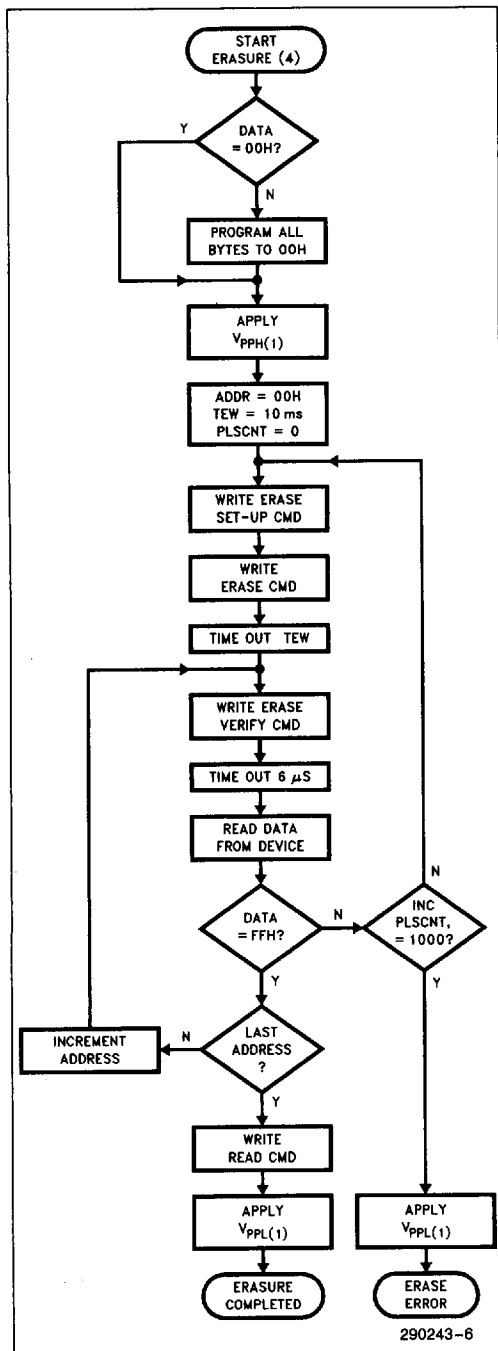 START
ERASURE (4)
Y
DATA
= 00H?
N
PROGRAM ALL
BYTES TO 00H
APPLY
VPPH(1)
ADDR = 00H
TEW = 10 ms
PLSCNT = 0
WRITE ERASE
SET-UP CMD
WRITE
ERASE CMD
TIME OUT TEW
WRITE ERASE
VERIFY CMD
TIME OUT 6 μS
READ DATA
FROM DEVICE
DATA
=FFH?
N
INC
PLSCNT,
= 1000?
N
Y
Y
INCREMENT
ADDRESS
N
LAST
ADDRESS
?
Y
WRITE
READ CMD
APPLY
VPPL(1)
APPLY
VPPL(1)
ERASURE
COMPLETED
ERASE
ERROR
290243-6